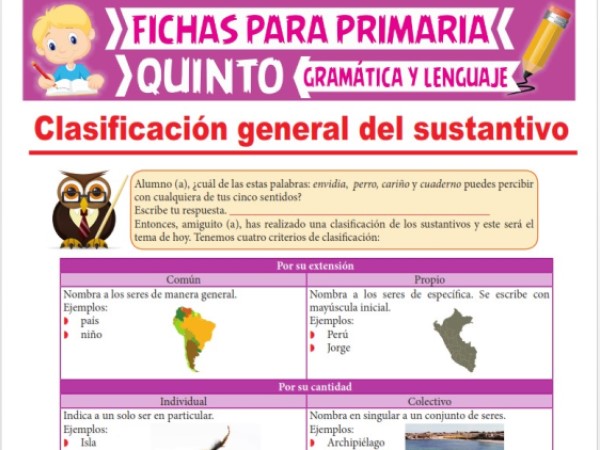 FICHAS PARA PRIMARIA
QUINTO GRAMÁTICA Y LENGUAJE
Clasificación general del sustantivo
Alumno (a), ¿cuál de las estas palabras: envidia, perro, cariño y cuaderno puedes percibir
con cualquiera de tus cinco sentidos?
Escribe tu respuesta.
Entonces, amiguito (a), has realizado una clasificación de los sustantivos y este será el
tema de hoy. Tenemos cuatro criterios de clasificación:
Por su extensión
Común
Propio
Nombra a los seres de manera general.
Ejemplos:
país
niño
Nombra a los seres de específica. Se escribe con
mayúscula inicial.
Ejemplos:
Perú
Jorge
Por su cantidad
Individual
Colectivo
Indica a un solo ser en particular.
Ejemplos:
Isla
Nombra en singular a un conjunto de seres.
Ejemplos:
Archipiélago